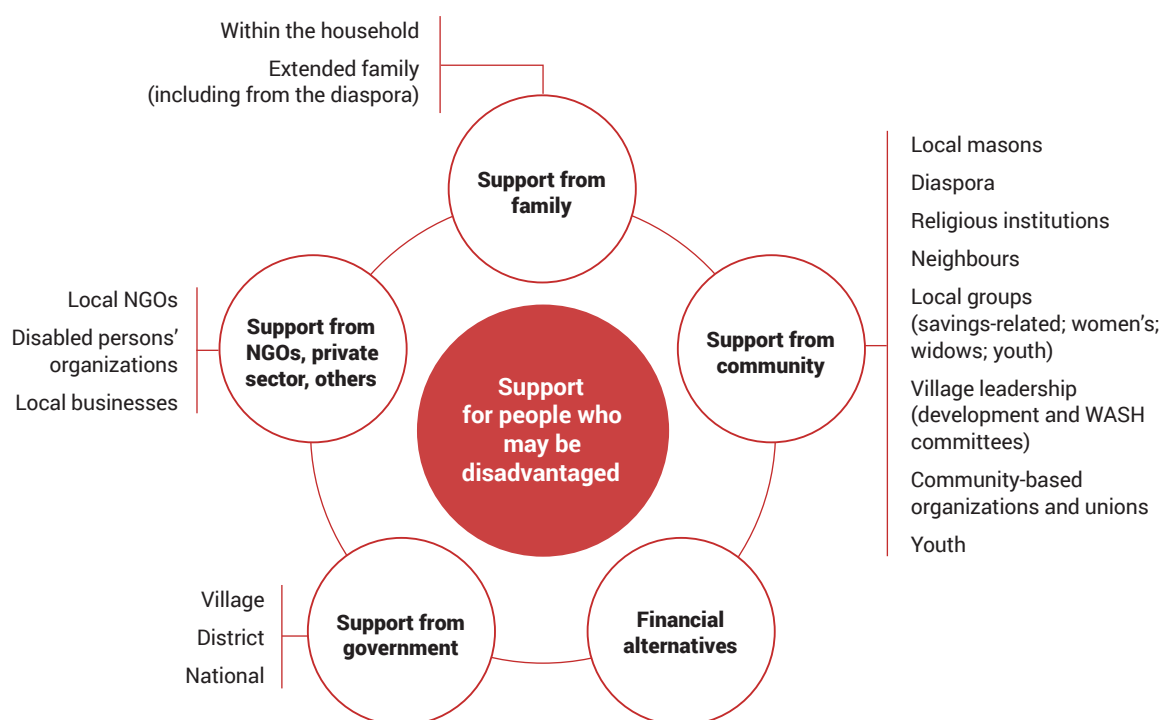 Within the household
Extended family
(including from the diaspora)
Support from
family
Local masons
Diaspora
Religious institutions
Neighbours
Local groups
(savings-related; women's;
widows; youth)
Village leadership
(development and WASH
committees)
Community-based
organizations and unions
Youth
Support from
community
Local NGOs
Disabled persons'
organizations
Local businesses
Support from
NGOs, private
sector, others
Support
for people who
may be
disadvantaged
Village
District
National
Support from
government
Financial
alternatives